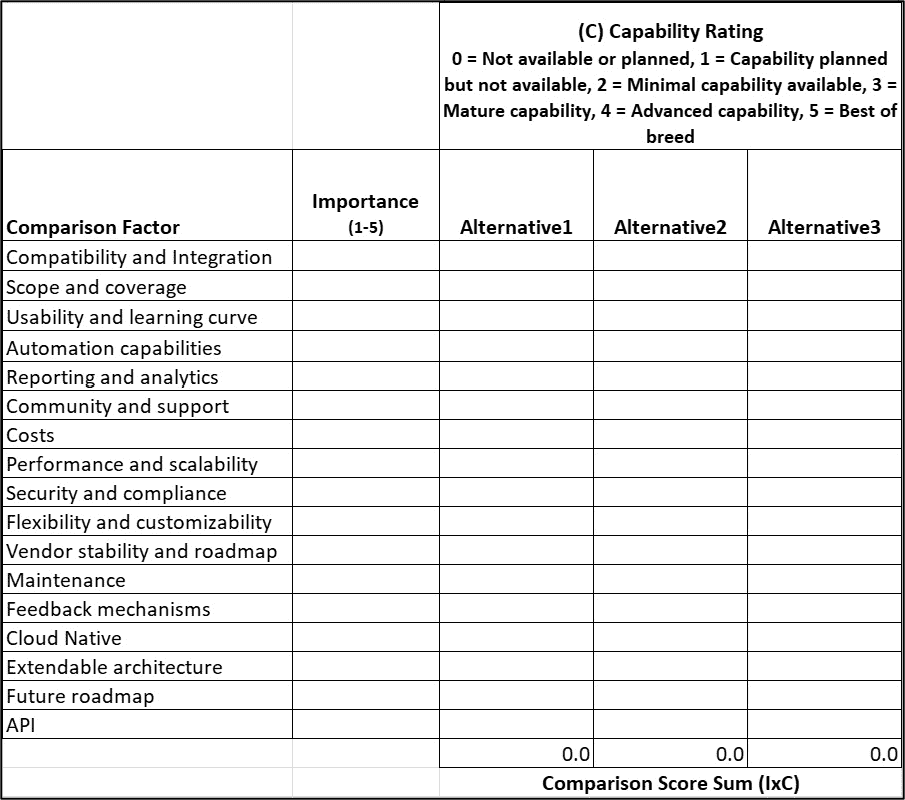 (C) Capability Rating
0 = Not available or planned, 1 = Capability planned
but not available, 2 = Minimal capability available, 3 =
Mature capability, 4 = Advanced capability, 5 = Best of
breed
Comparison Factor Importance (1-5) Alternative1 Alternative2 Alternative3
Compatibility and Integration
Scope and coverage
Usability and learning curve
Automation capabilities
Reporting and analytics
Community and support
Costs
Performance and scalability
Security and compliance
Flexibility and customizability
Vendor stability and roadmap
Maintenance
Feedback mechanisms
Cloud Native
Extendable architecture
Future roadmap
API
0.0 0.0 0.0
Comparison Score Sum (IxC)